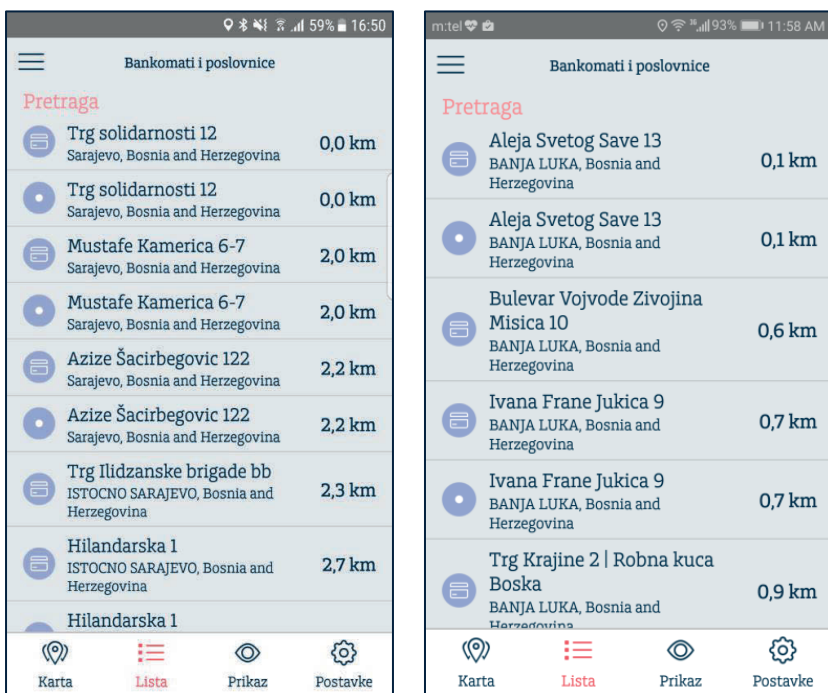 59% 16:50
Bankomati i poslovnice
Pretraga
Trg solidarnosti 12
Sarajevo, Bosnia and Herzegovina
0,0 km
Trg solidarnosti 12
Sarajevo, Bosnia and Herzegovina
0,0 km
Mustafe Kamerica 6-7
Sarajevo, Bosnia and Herzegovina
2,0 km
Mustafe Kamerica 6-7
Sarajevo, Bosnia and Herzegovina
2,0 km
Azize Šacirbegovic 122
Sarajevo, Bosnia and Herzegovina
2,2 km
Azize Šacirbegovic 122
Sarajevo, Bosnia and Herzegovina
2,2 km
Trg Ilidzanske brigade bb
ISTOCNO SARAJEVO, Bosnia and
Herzegovina
2,3 km
Hilandarska 1
ISTOCNO SARAJEVO, Bosnia and
Herzegovina
2,7 km
Hilandarska 1
Karta Lista Prikaz Postavke
m:tel 93% 11:58 AM
Bankomati i poslovnice
Pretraga
Aleja Svetog Save 13
BANJA LUKA, Bosnia and
Herzegovina
0,1 km
Aleja Svetog Save 13
BANJA LUKA, Bosnia and
Herzegovina
0,1 km
Bulevar Vojvode Zivojina
Misica 10
BANJA LUKA, Bosnia and
Herzegovina
0,6 km
Ivana Frane Jukica 9
BANJA LUKA, Bosnia and
Herzegovina
0,7 km
Ivana Frane Jukica 9
BANJA LUKA, Bosnia and
Herzegovina
0,7 km
Trg Krajine 2 | Robna kuca
Boska
BANJA LUKA, Bosnia and
Herzegovina
0,9 km
Karta Lista Prikaz Postavke